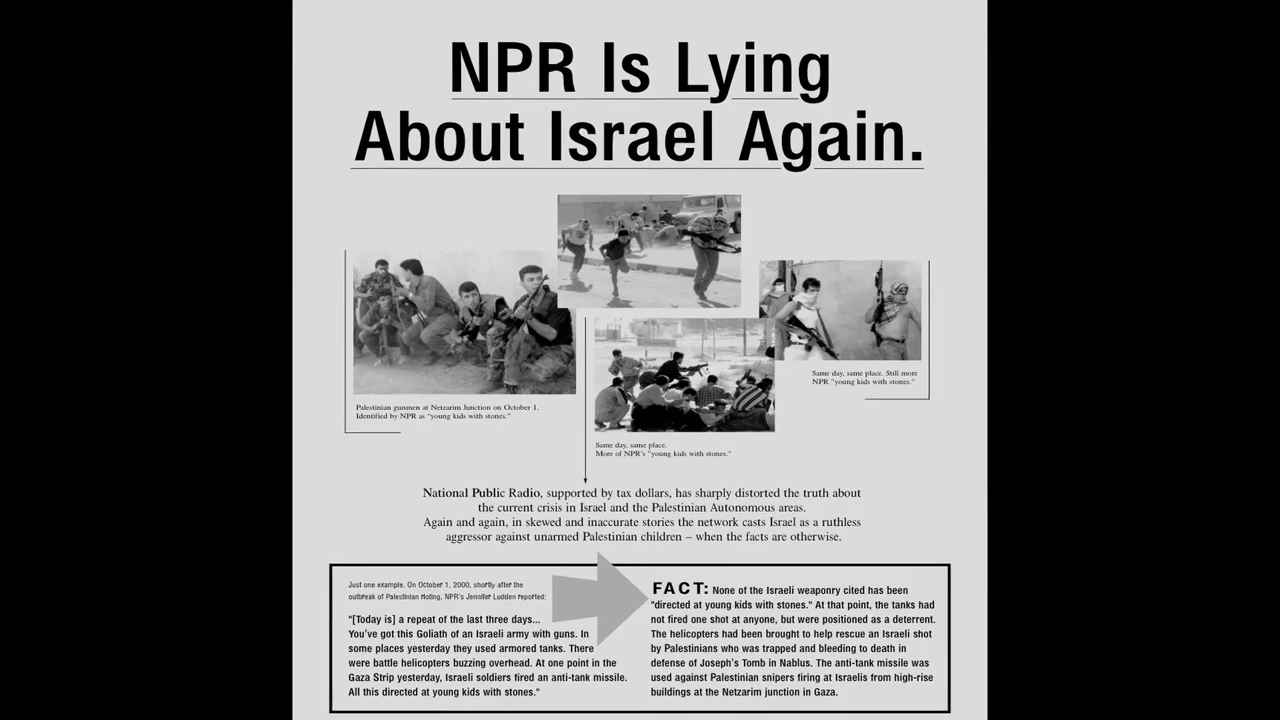 NPR Is Lying
About Israel Again.
Palestinian gunmen at Netzarim Junction on October 1.
Identified by NPR as "young kids with stones."
Same day, same place. Still more
NPR "young kids with stones."
Same day, same place.
More of NPR's "young kids with stones."
National Public Radio, supported by tax dollars, has sharply distorted the truth about
the current crisis in Israel and the Palestinian Autonomous areas.
Again and again, in skewed and inaccurate stories the network casts Israel as a ruthless
aggressor against unarmed Palestinian children – when the facts are otherwise.
Just one example. On October 1, 2000, shortly after the
outbreak of Palestinian rioting, NPR's Jennifer Ludden reported:
"[Today is] a repeat of the last three days...
You've got this Goliath of an Israeli army with guns. In
some places yesterday they used armored tanks. There
were battle helicopters buzzing overhead. At one point in the
Gaza Strip yesterday, Israeli soldiers fired an anti-tank missile.
All this directed at young kids with stones."
FACT: None of the Israeli weaponry cited has been
"directed at young kids with stones." At that point, the tanks had
not fired one shot at anyone, but were positioned as a deterrent.
The helicopters had been brought to help rescue an Israeli shot
by Palestinians who was trapped and bleeding to death in
defense of Joseph's Tomb in Nablus. The anti-tank missile was
used against Palestinian snipers firing at Israelis from high-rise
buildings at the Netzarim junction in Gaza.